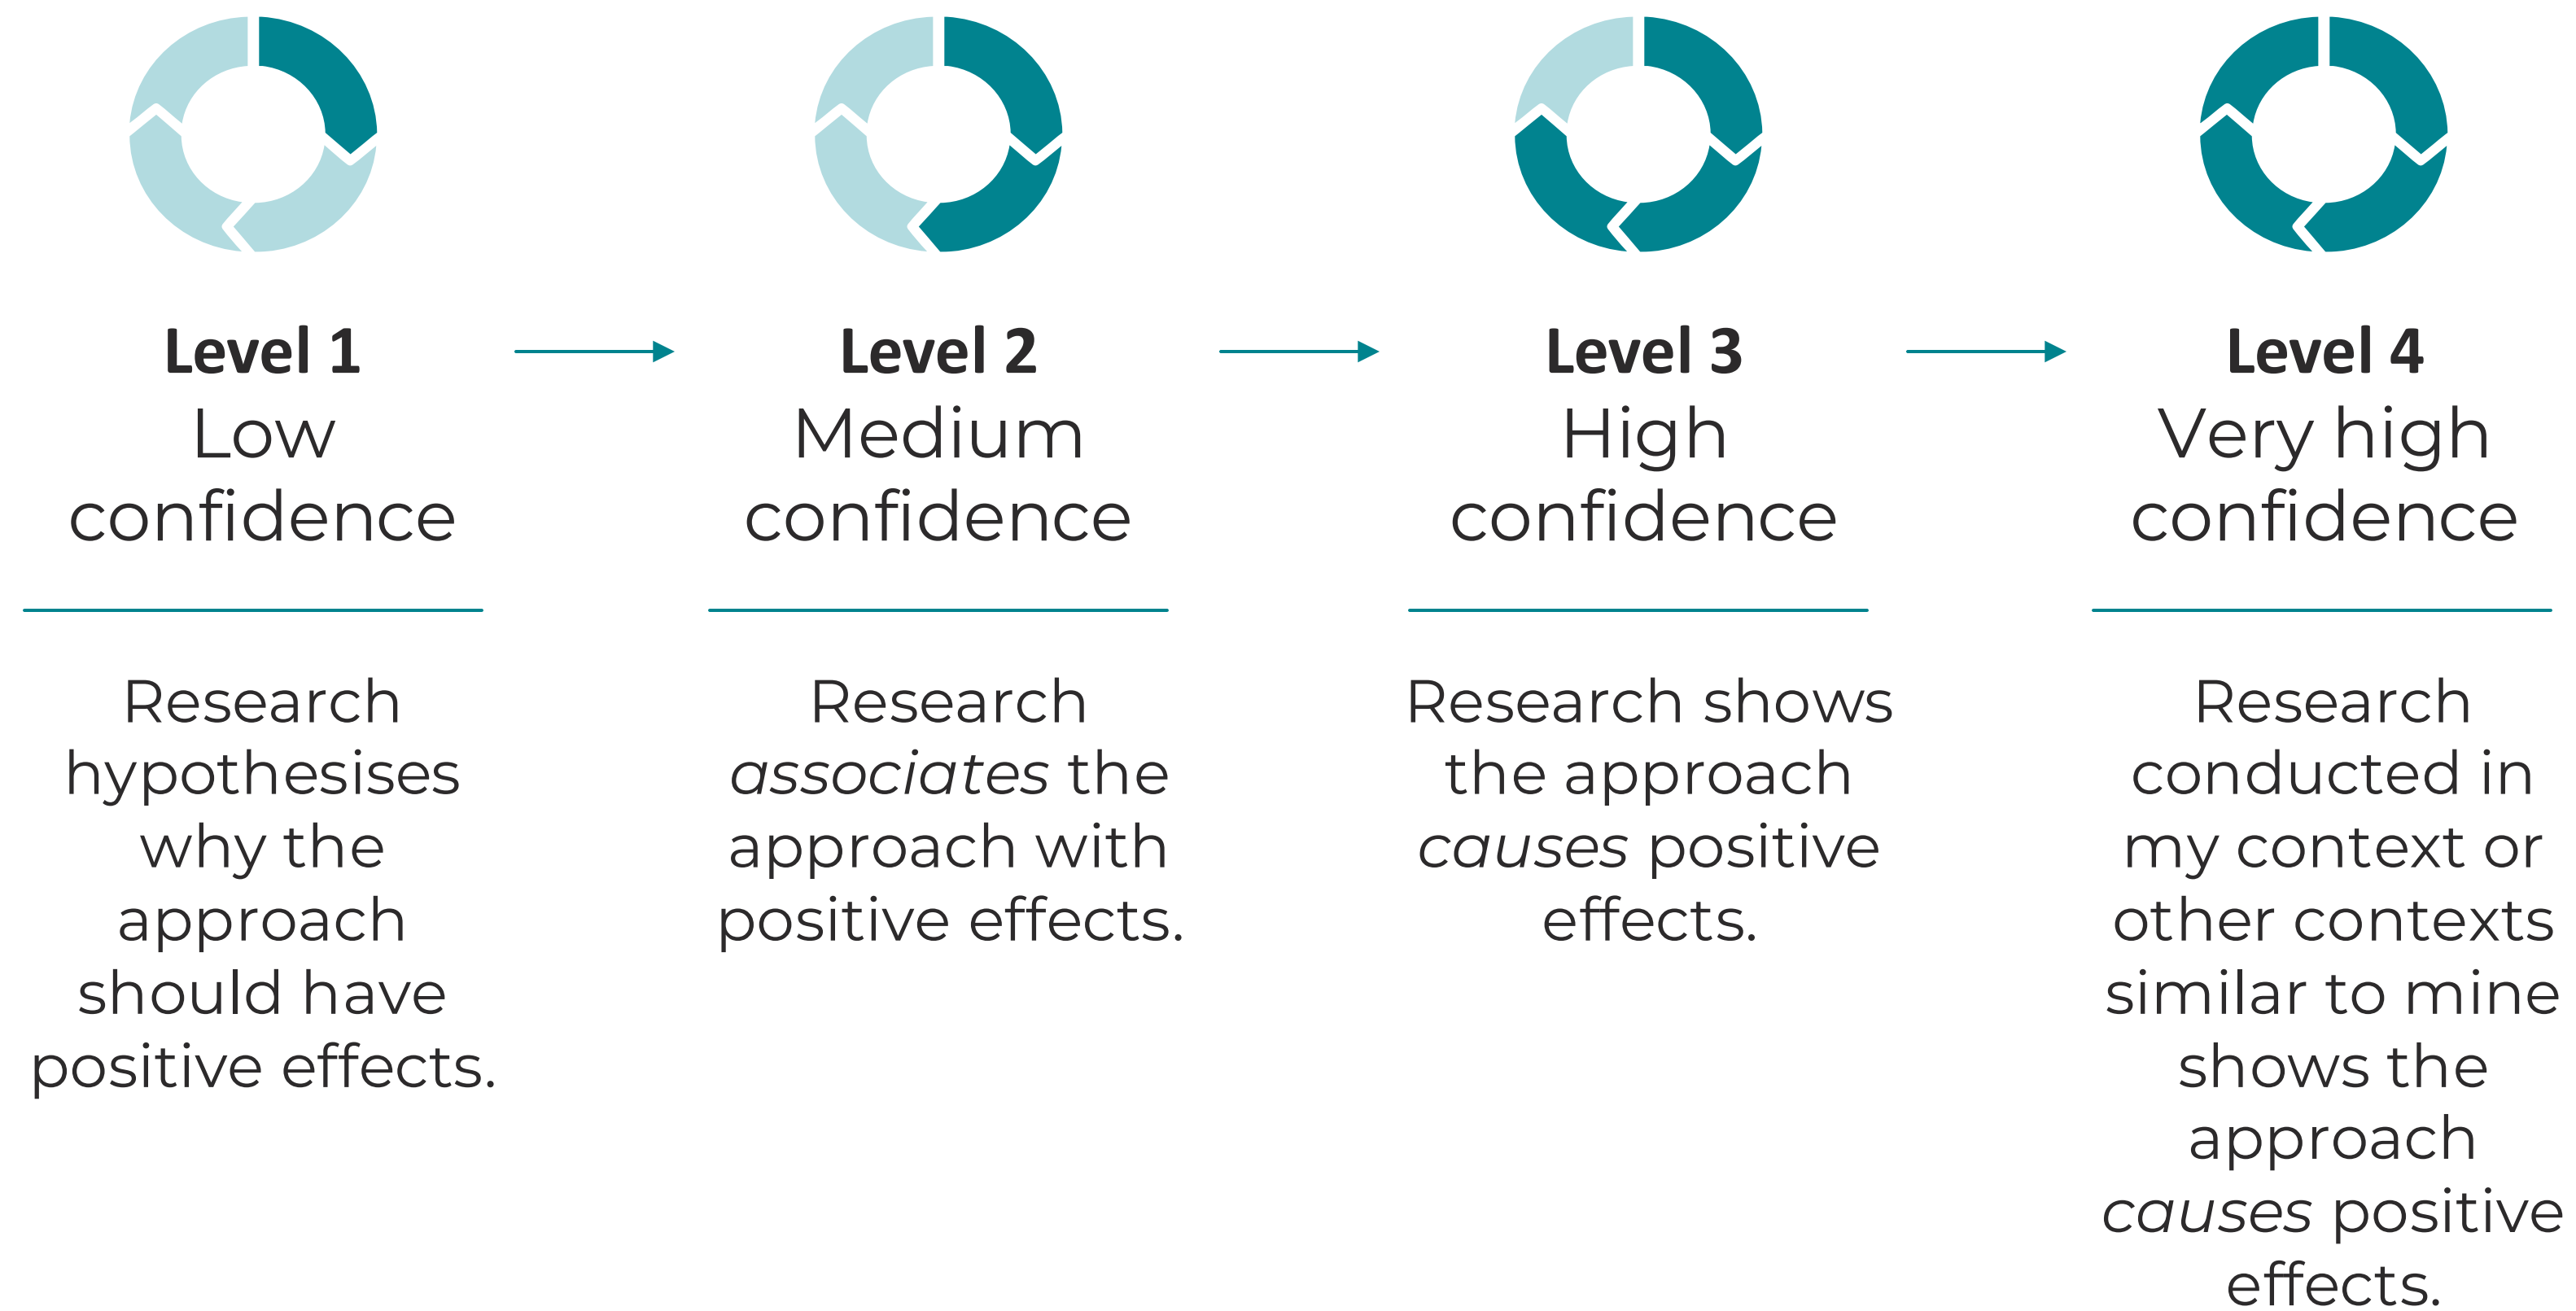 Level 1
Low
confidence
Research
hypothesises
why the
approach
should have
positive effects.
Level 2
Medium
confidence
Research
associates the
approach with
positive effects.
Level 3
High
confidence
Research shows
the approach
causes positive
effects.
Level 4
Very high
confidence
Research
conducted in
my context or
other contexts
similar to mine
shows the
approach
causes positive
effects.